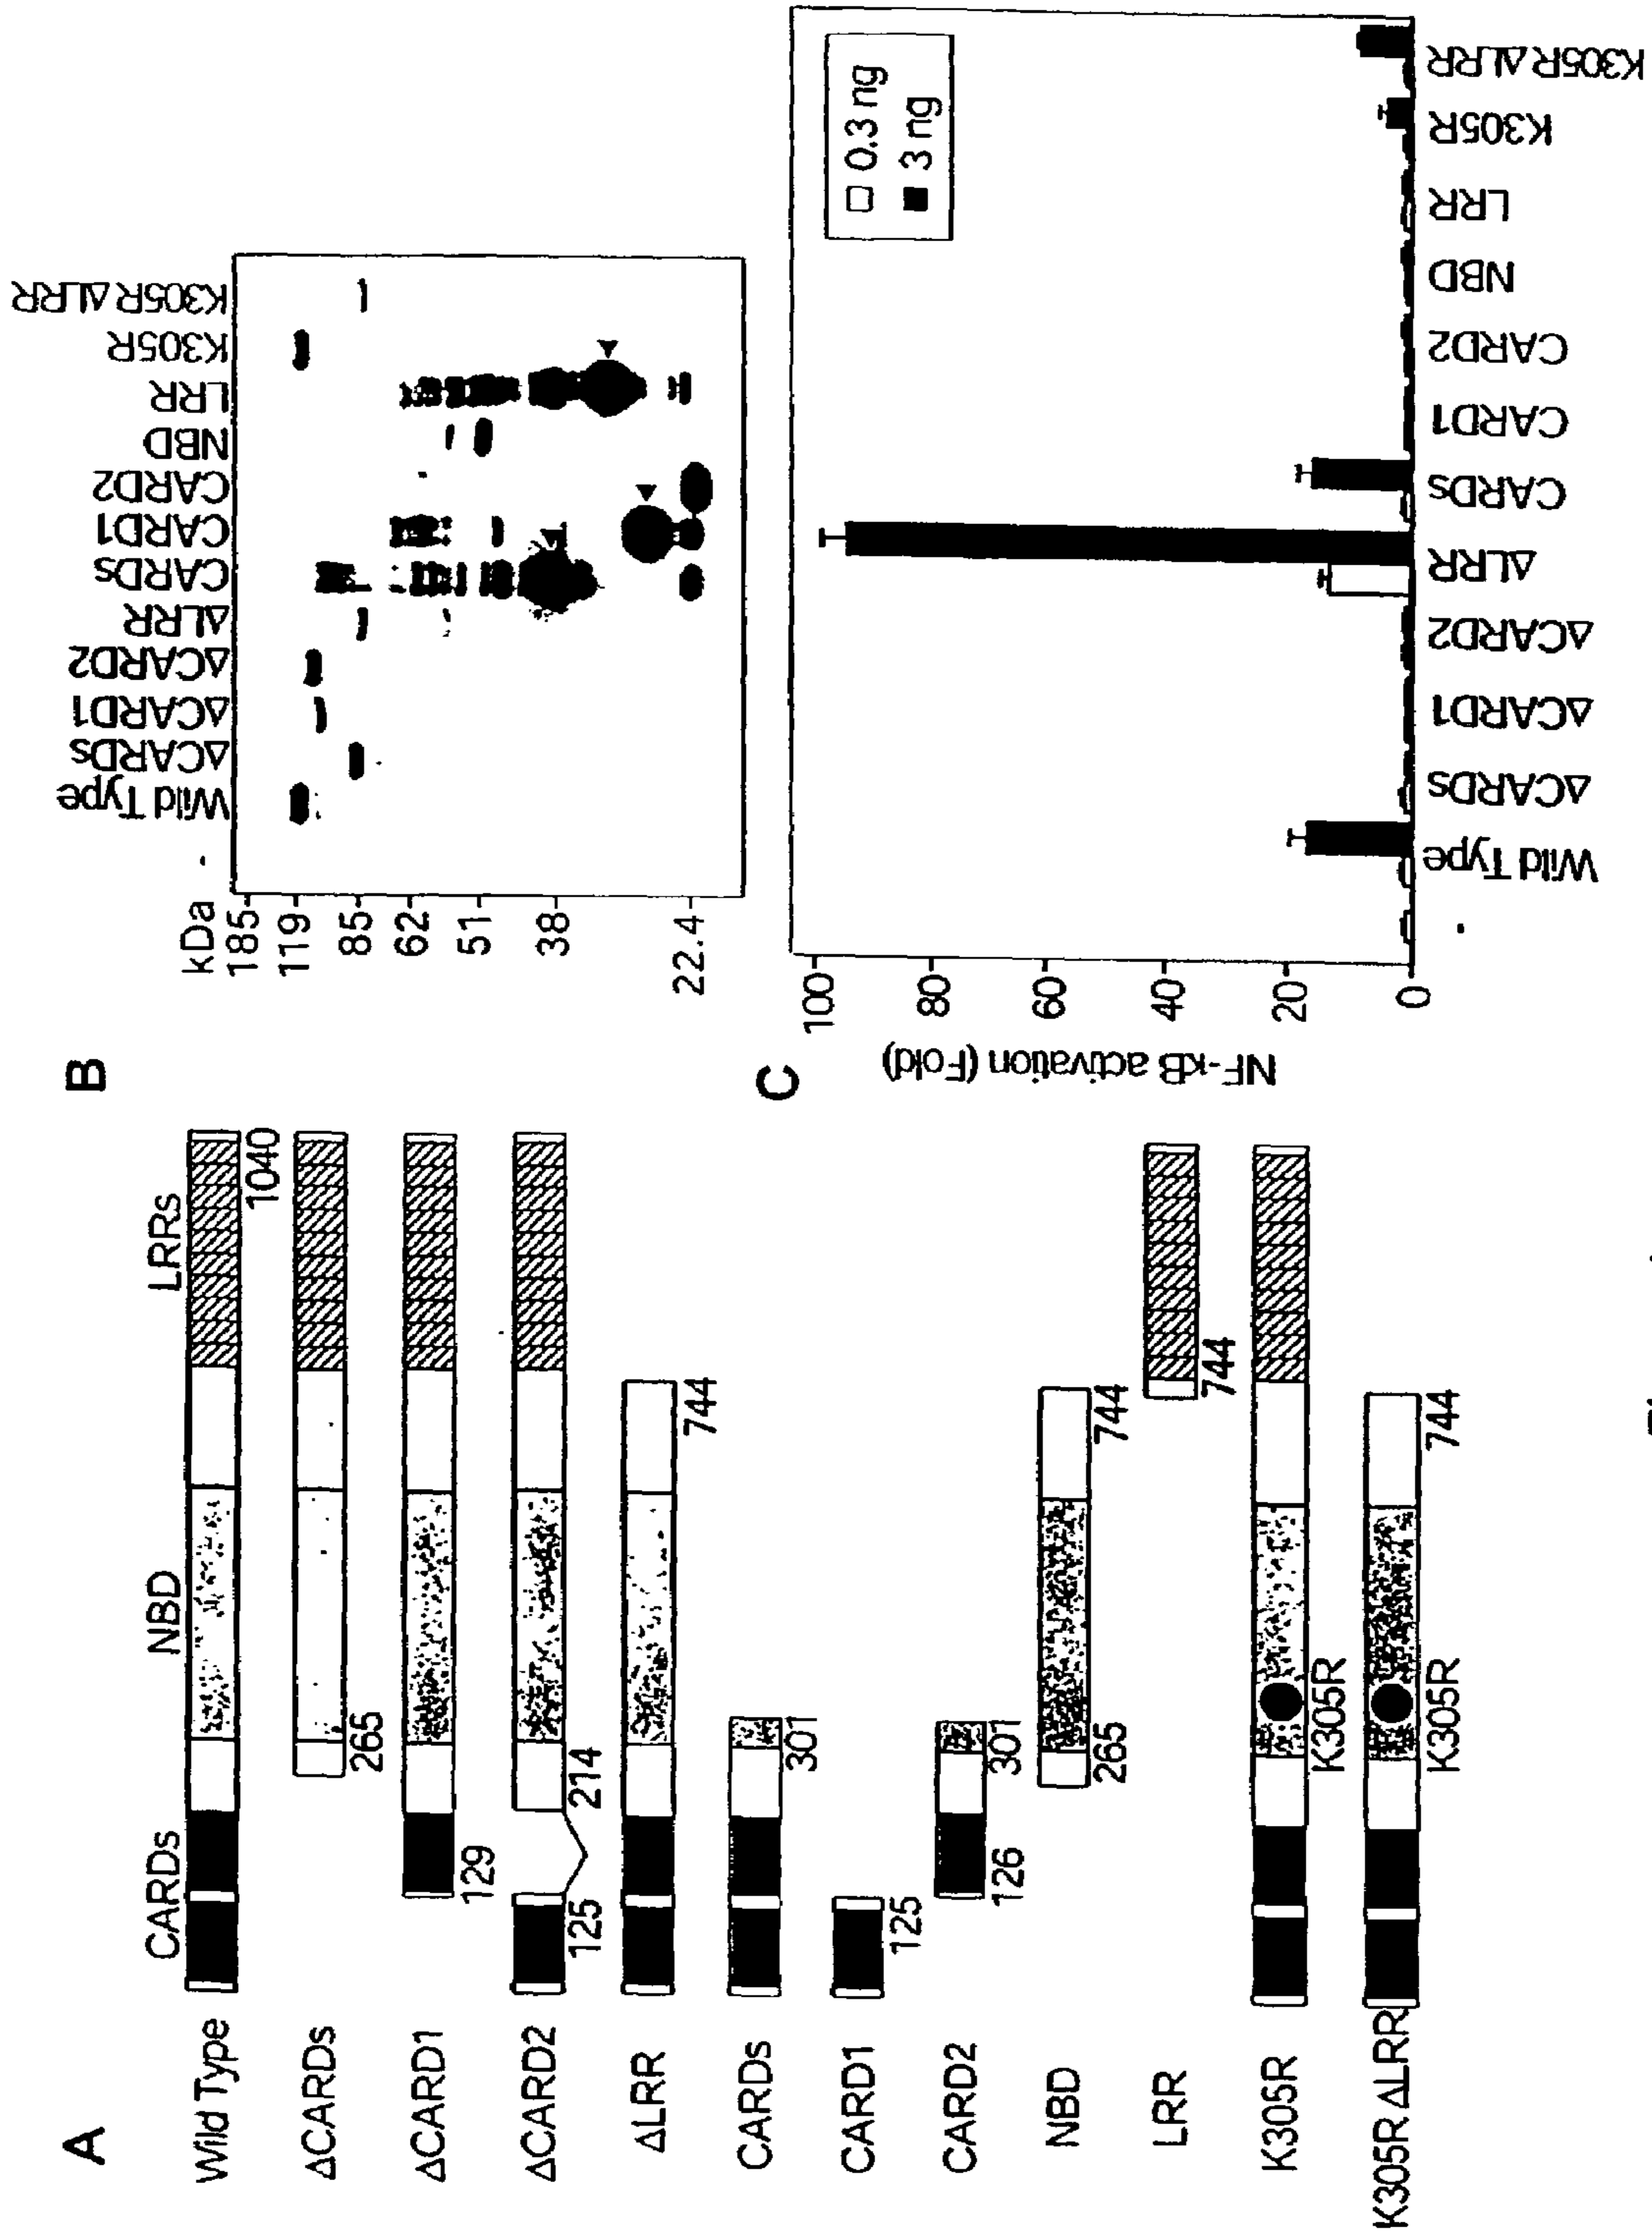 A
CARDs NBD LRRs
Wild Type
1040
ΔCARDs
265
ΔCARD1
129
ΔCARD2
125 214
ΔLRR
744
CARDs
301
CARD1
125
CARD2
126 301
NBD
265 744
LRR
744
K305R
K305R
K305R ΔLRR
K305R 744
B
kDa
185
119
85
62
51
38
22.4
-
Wild Type
ΔCARDs
ΔCARD1
ΔCARD2
ΔLRR
CARDs
CARD1
CARD2
NBD
LRR
K305R
K305R ΔLRR
C
NF-κB activation (Fold)
100
80
60
40
20
0
0.3 ng
3 ng
-
Wild Type
ΔCARDs
ΔCARD1
ΔCARD2
ΔLRR
CARDs
CARD1
CARD2
NBD
LRR
K305R
K305R ΔLRR